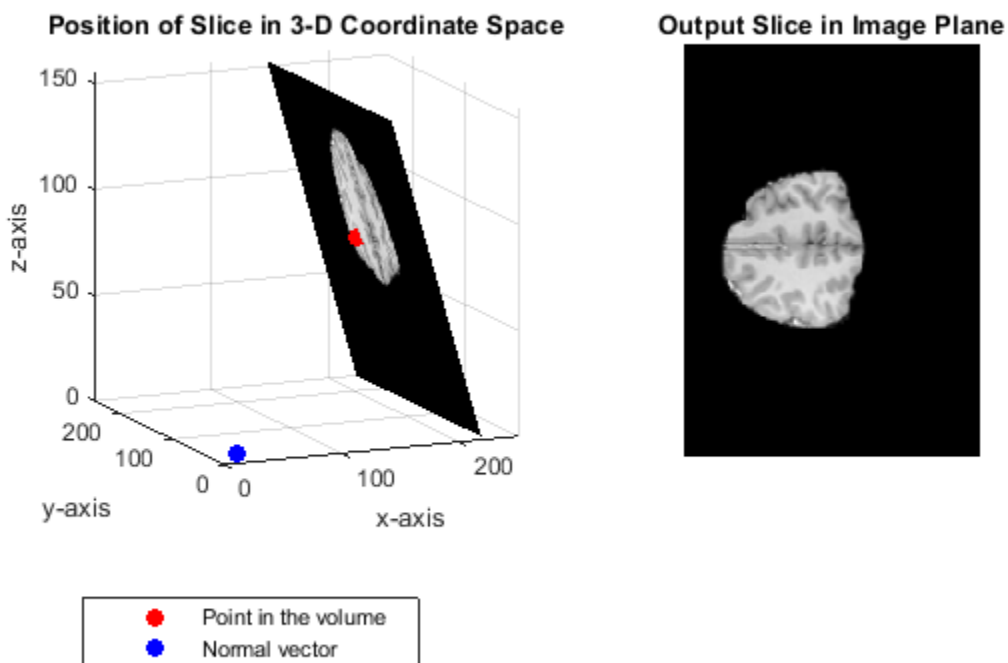 Position of Slice in 3-D Coordinate Space
Output Slice in Image Plane
150
100
50
0
z-axis
200
100
0
y-axis
0
100
200
x-axis
Point in the volume
Normal vector